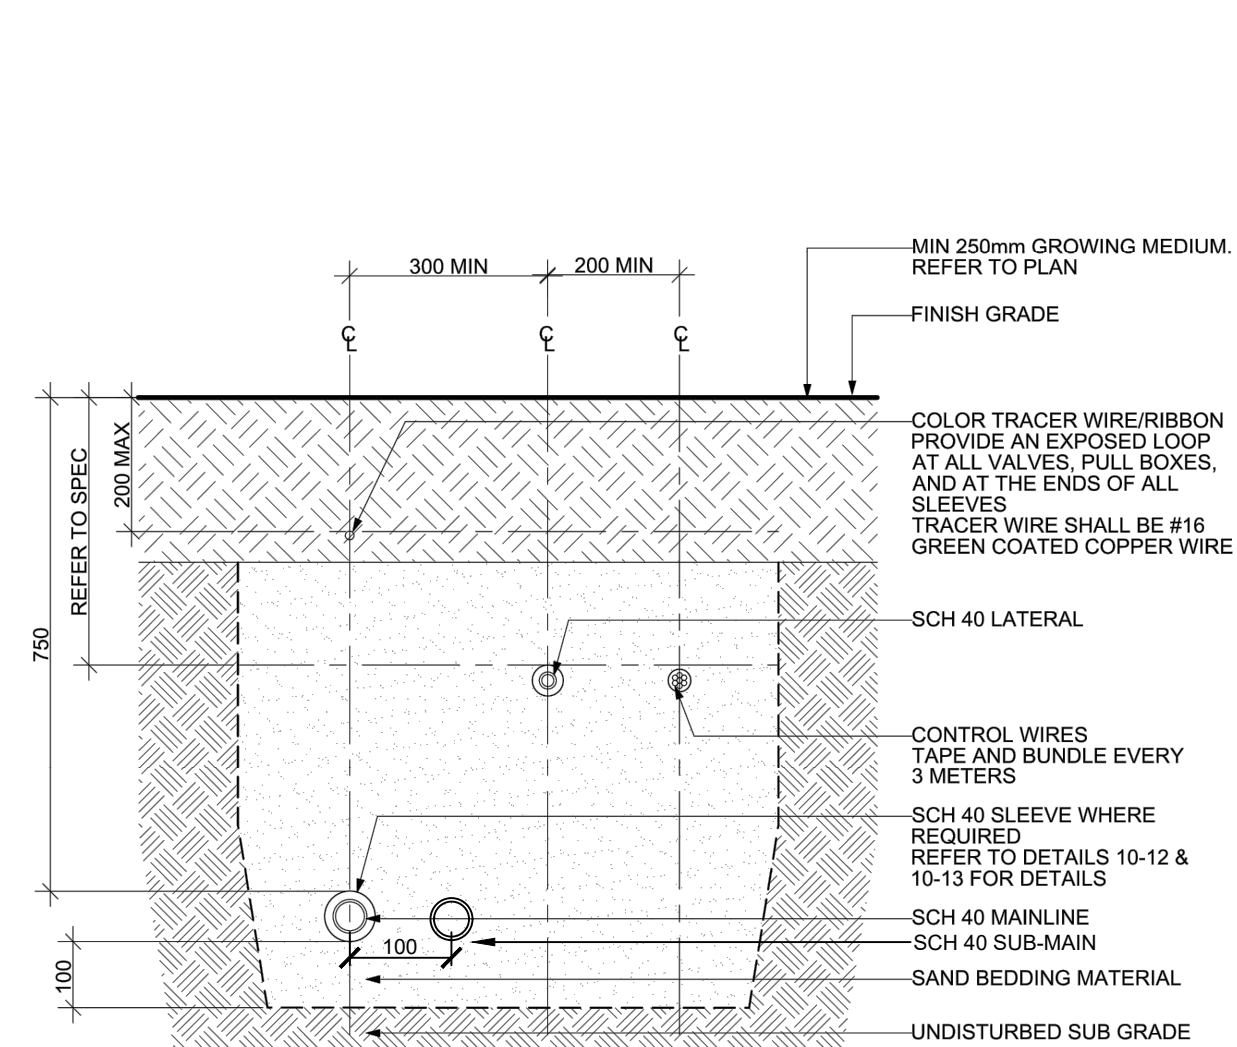 MIN 250mm GROWING MEDIUM.
REFER TO PLAN
300 MIN
200 MIN
FINISH GRADE
CL
CL
CL
COLOR TRACER WIRE/RIBBON
PROVIDE AN EXPOSED LOOP
AT ALL VALVES, PULL BOXES,
AND AT THE ENDS OF ALL
SLEEVES
TRACER WIRE SHALL BE #16
GREEN COATED COPPER WIRE
200 MAX
REFER TO SPEC
750
SCH 40 LATERAL
CONTROL WIRES
TAPE AND BUNDLE EVERY
3 METERS
SCH 40 SLEEVE WHERE
REQUIRED
REFER TO DETAILS 10-12 &
10-13 FOR DETAILS
SCH 40 MAINLINE
SCH 40 SUB-MAIN
100
100
SAND BEDDING MATERIAL
UNDISTURBED SUB GRADE